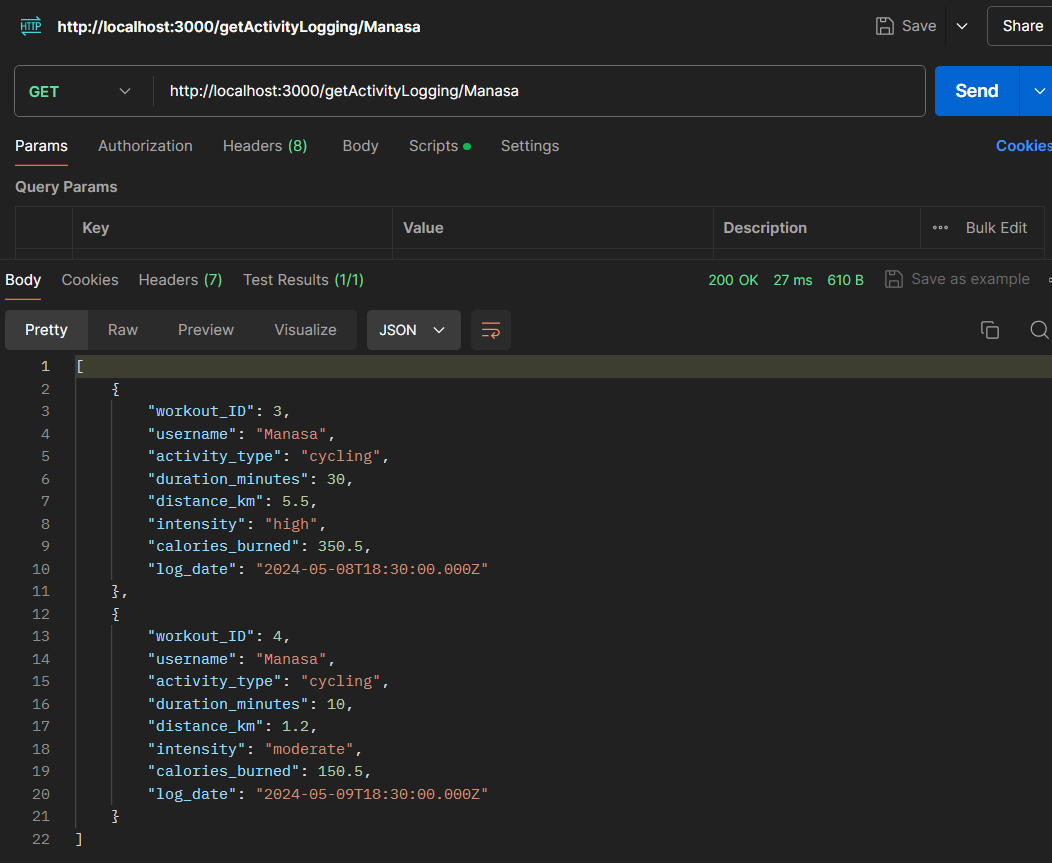 HTTP http://localhost:3000/getActivityLogging/Manasa Save Share
GET http://localhost:3000/getActivityLogging/Manasa Send
Params Authorization Headers (8) Body Scripts Settings Cookies
Query Params
Key Value Description Bulk Edit
Body Cookies Headers (7) Test Results (1/1) 200 OK 27 ms 610 B Save as example
Pretty Raw Preview Visualize JSON
1 [
2 {
3 "workout_ID": 3,
4 "username": "Manasa",
5 "activity_type": "cycling",
6 "duration_minutes": 30,
7 "distance_km": 5.5,
8 "intensity": "high",
9 "calories_burned": 350.5,
10 "log_date": "2024-05-08T18:30:00.000Z"
11 },
12 {
13 "workout_ID": 4,
14 "username": "Manasa",
15 "activity_type": "cycling",
16 "duration_minutes": 10,
17 "distance_km": 1.2,
18 "intensity": "moderate",
19 "calories_burned": 150.5,
20 "log_date": "2024-05-09T18:30:00.000Z"
21 }
22 ]